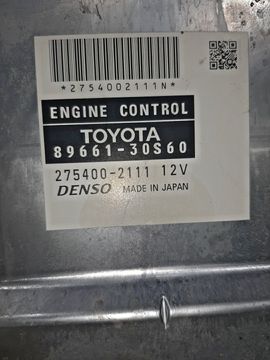 *2754002111N*
ENGINE CONTROL
TOYOTA
89661-30S60
275400-2111 12V
DENSO MADE IN JAPAN